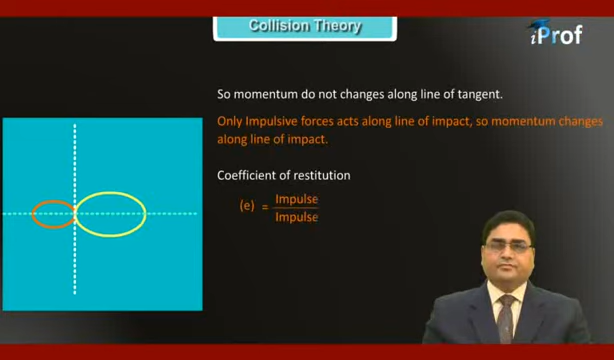 Collision Theory
iProf
So momentum do not changes along line of tangent.
Only Impulsive forces acts along line of impact, so momentum changes
along line of impact.
Coefficient of restitution
(e) = Impulse
Impulse